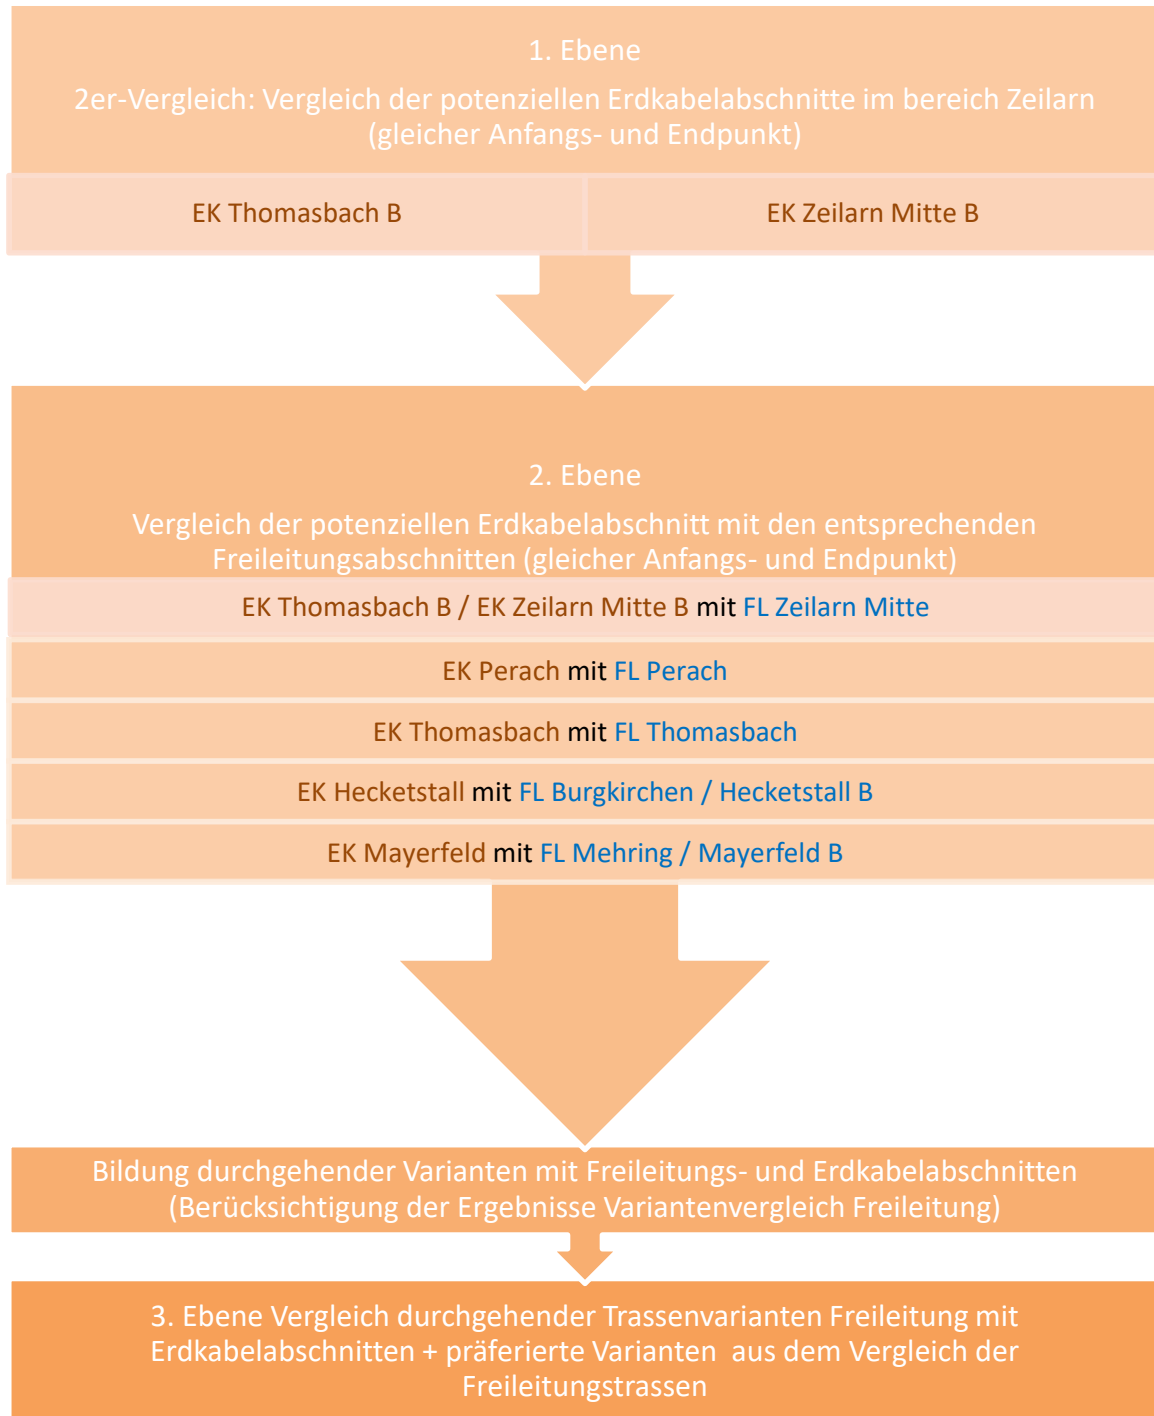 1. Ebene
2er-Vergleich: Vergleich der potenziellen Erdkabelabschnitte im bereich Zeilarn
(gleicher Anfangs- und Endpunkt)
EK Thomasbach B
EK Zeilarn Mitte B
2. Ebene
Vergleich der potenziellen Erdkabelabschnitt mit den entsprechenden
Freileitungsabschnitten (gleicher Anfangs- und Endpunkt)
EK Thomasbach B / EK Zeilarn Mitte B mit FL Zeilarn Mitte
EK Perach mit FL Perach
EK Thomasbach mit FL Thomasbach
EK Hecketstall mit FL Burgkirchen / Hecketstall B
EK Mayerfeld mit FL Mehring / Mayerfeld B
Bildung durchgehender Varianten mit Freileitungs- und Erdkabelabschnitten
(Berücksichtigung der Ergebnisse Variantenvergleich Freileitung)
3. Ebene Vergleich durchgehender Trassenvarianten Freileitung mit
Erdkabelabschnitten + präferierte Varianten aus dem Vergleich der
Freileitungstrassen